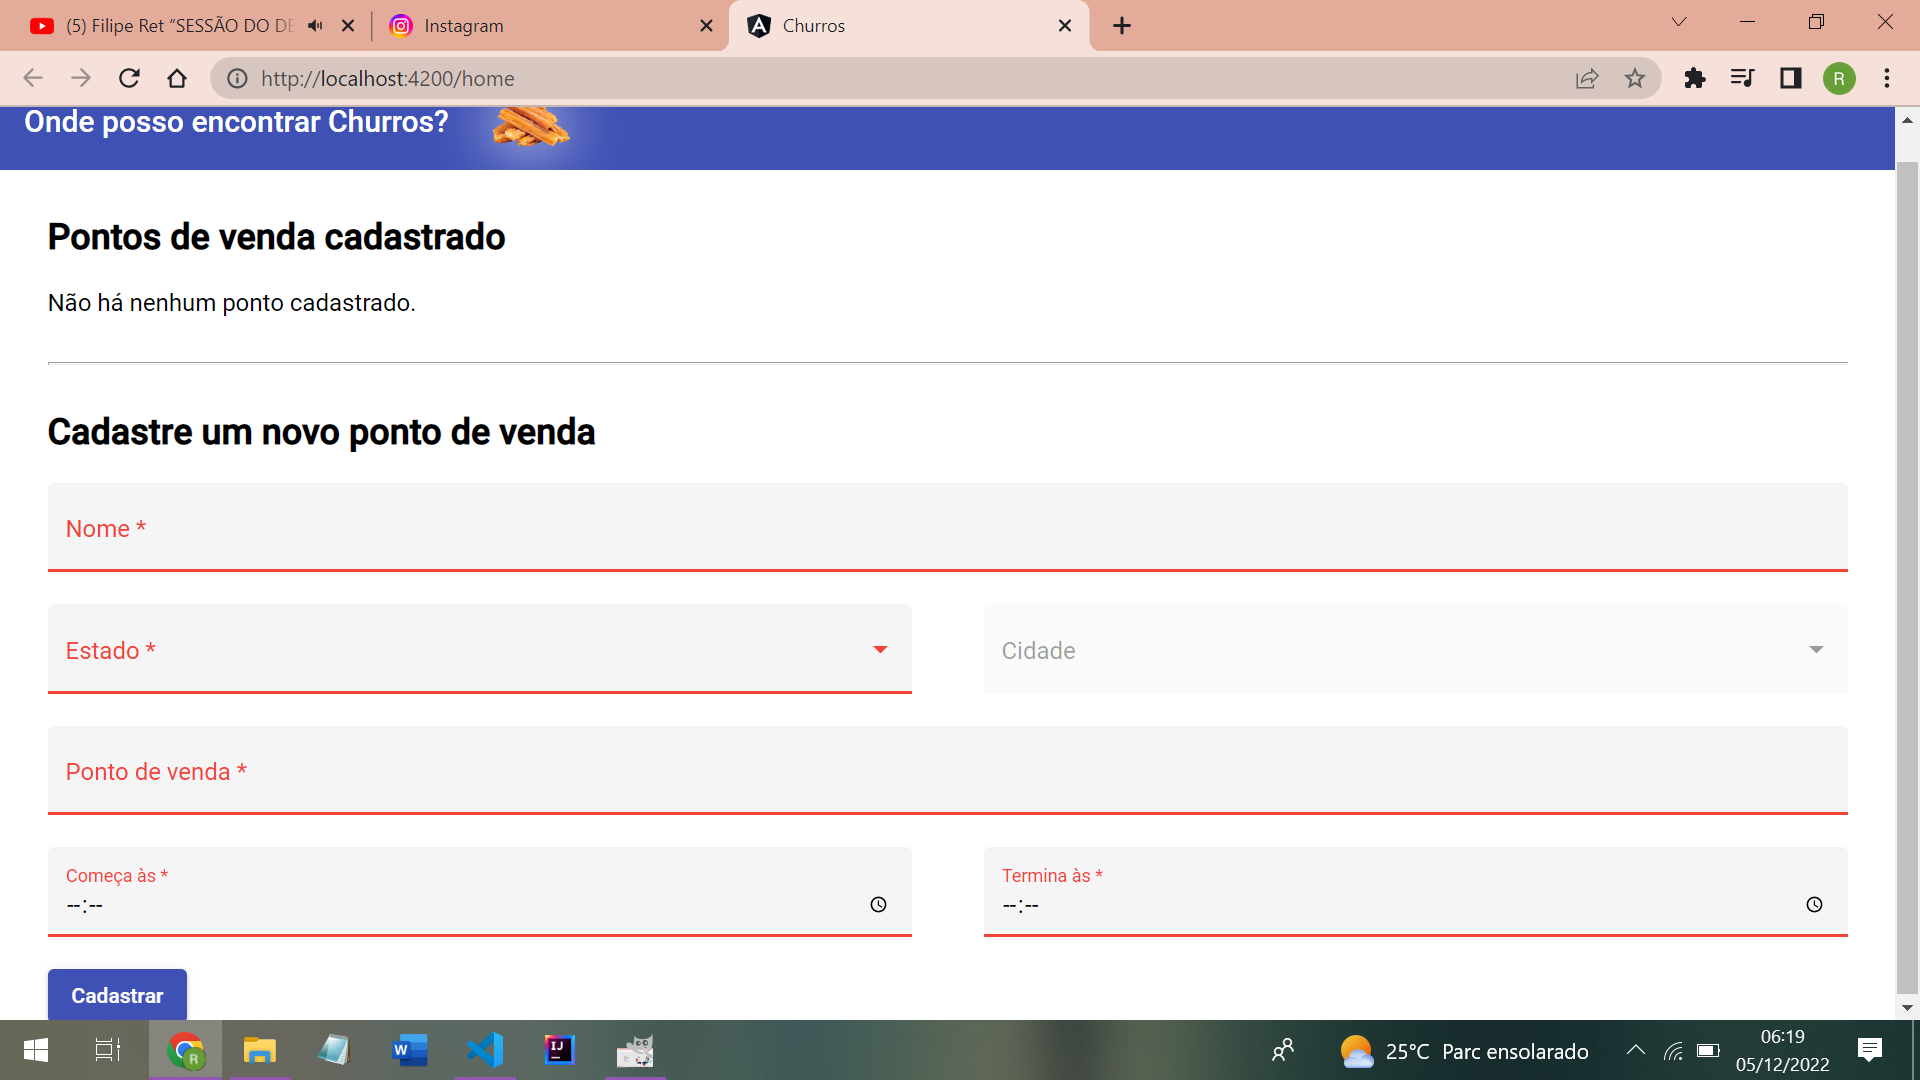 (5) Filipe Ret “SESSÃO DO DE
Instagram
Churros
http://localhost:4200/home
R
Onde posso encontrar Churros?
Pontos de venda cadastrado
Não há nenhum ponto cadastrado.
Cadastre um novo ponto de venda
Nome *
Estado *
Cidade
Ponto de venda *
Começa às *
--:--
Termina às *
--:--
Cadastrar
R
W
IJ
25°C Parc ensolarado
06:19
05/12/2022